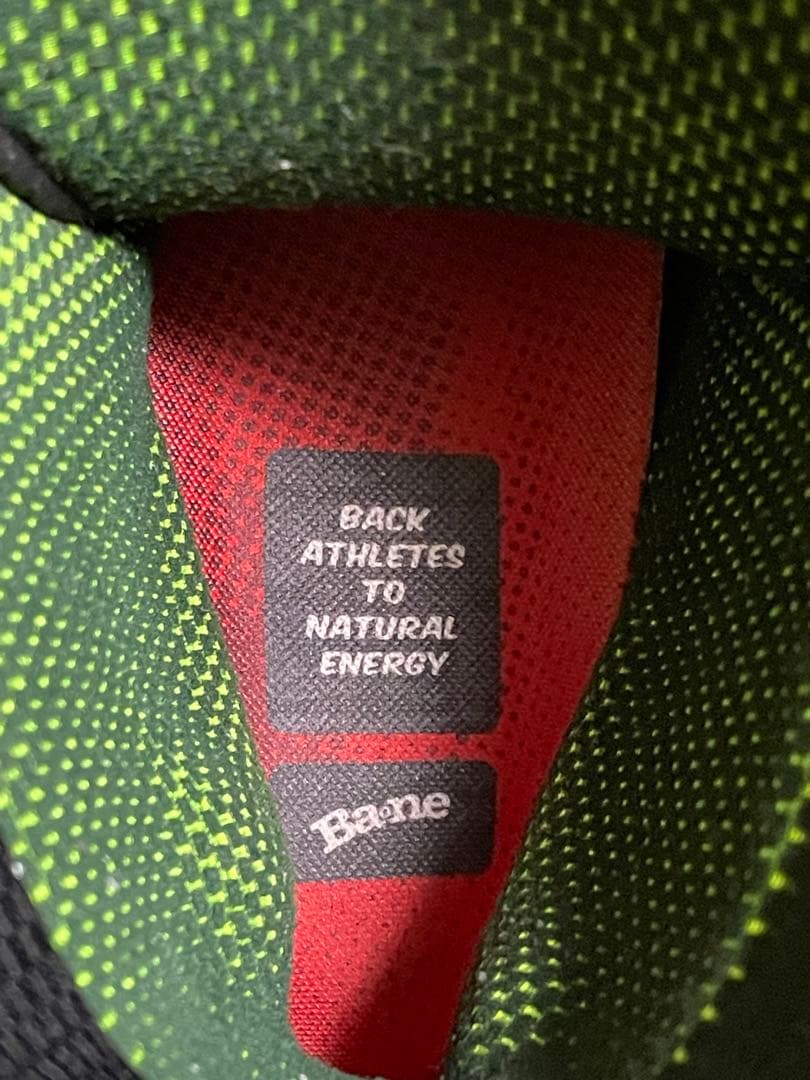 BACK
ATHLETES
TO
NATURAL
ENERGY
Ba·ne